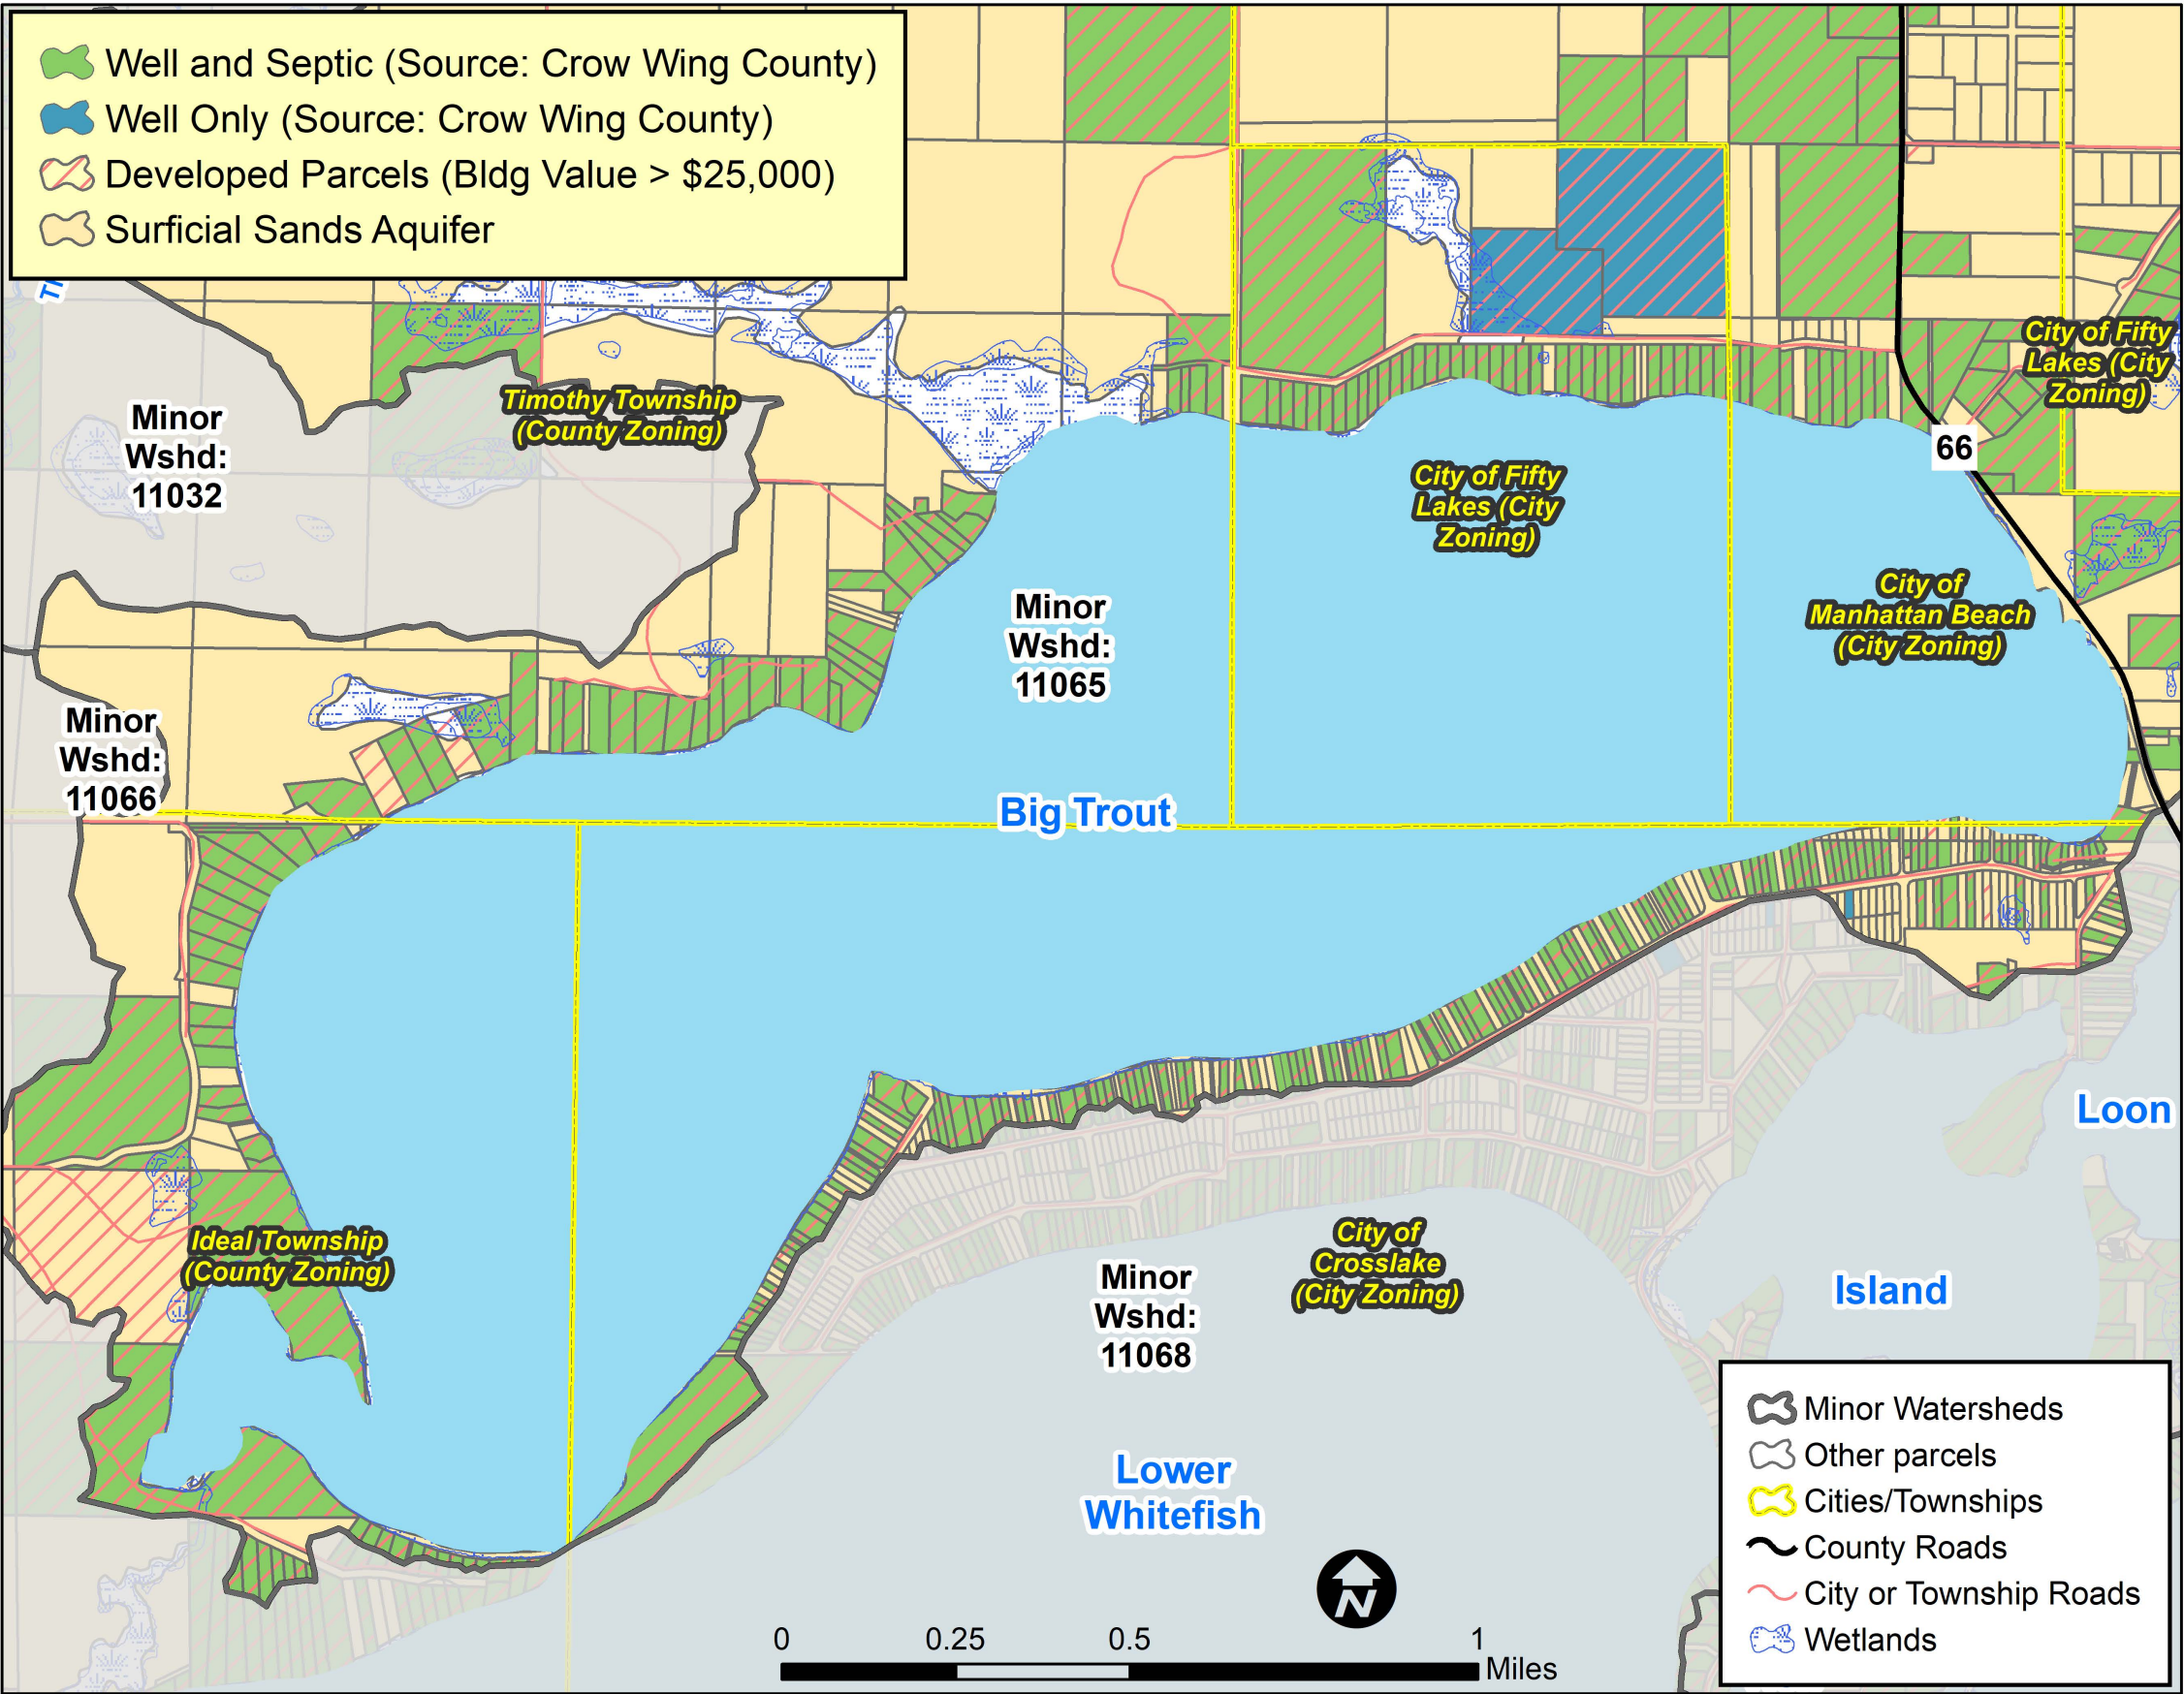 Well and Septic (Source: Crow Wing County)
Well Only (Source: Crow Wing County)
Developed Parcels (Bldg Value > $25,000)
Surficial Sands Aquifer
City of Fifty
Lakes (City
Zoning)
Timothy Township
(County Zoning)
Minor
Wshd:
11032
66
City of Fifty
Lakes (City
Zoning)
City of
Manhattan Beach
(City Zoning)
Minor
Wshd:
11065
Minor
Wshd:
11066
Big Trout
Loon
Ideal Township
(County Zoning)
City of
Crosslake
(City Zoning)
Minor
Wshd:
11068
Island
Lower
Whitefish
Minor Watersheds
Other parcels
Cities/Townships
County Roads
City or Township Roads
Wetlands
N
0 0.25 0.5 1
Miles